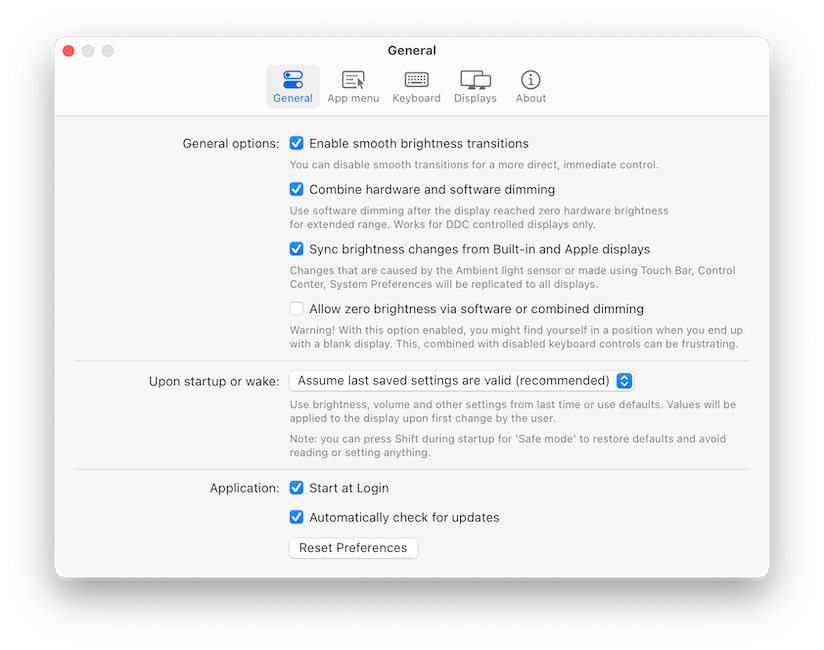 General
General App menu Keyboard Displays About
General options: Enable smooth brightness transitions
You can disable smooth transitions for a more direct, immediate control.
Combine hardware and software dimming
Use software dimming after the display reached zero hardware brightness
for extended range. Works for DDC controlled displays only.
Sync brightness changes from Built-in and Apple displays
Changes that are caused by the Ambient light sensor or made using Touch Bar, Control
Center, System Preferences will be replicated to all displays.
Allow zero brightness via software or combined dimming
Warning! With this option enabled, you might find yourself in a position when you end up
with a blank display. This, combined with disabled keyboard controls can be frustrating.
Upon startup or wake: Assume last saved settings are valid (recommended)
Use brightness, volume and other settings from last time or use defaults. Values will be
applied to the display upon first change by the user.
Note: you can press Shift during startup for 'Safe mode' to restore defaults and avoid
reading or setting anything.
Application: Start at Login
Automatically check for updates
Reset Preferences